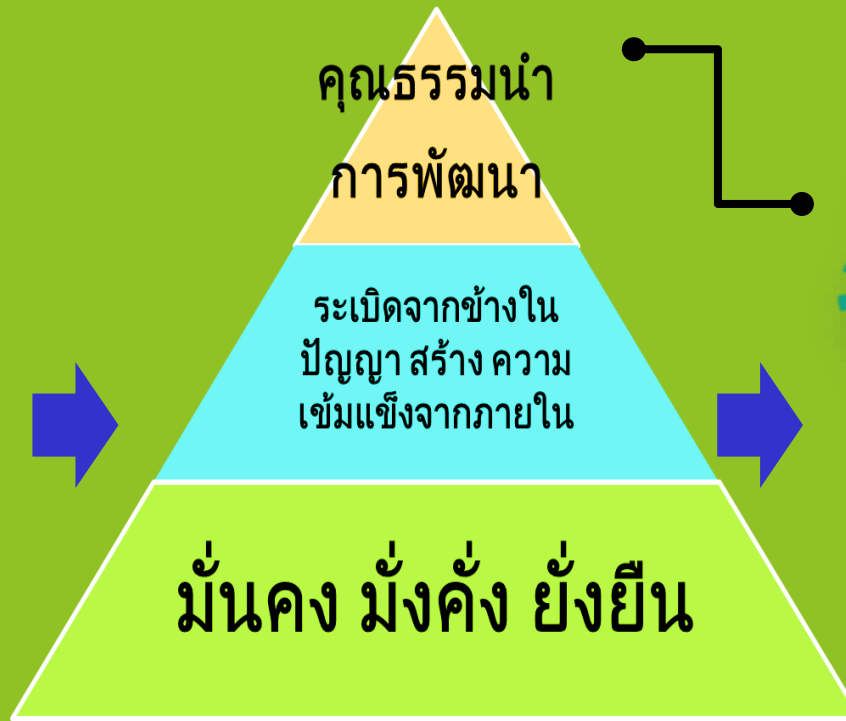 คุณธรรมนำ
การพัฒนา
ระเบิดจากข้างใน
ปัญญา สร้าง ความ
เข้มแข็งจากภายใน
มั่นคง มั่งคั่ง ยั่งยืน